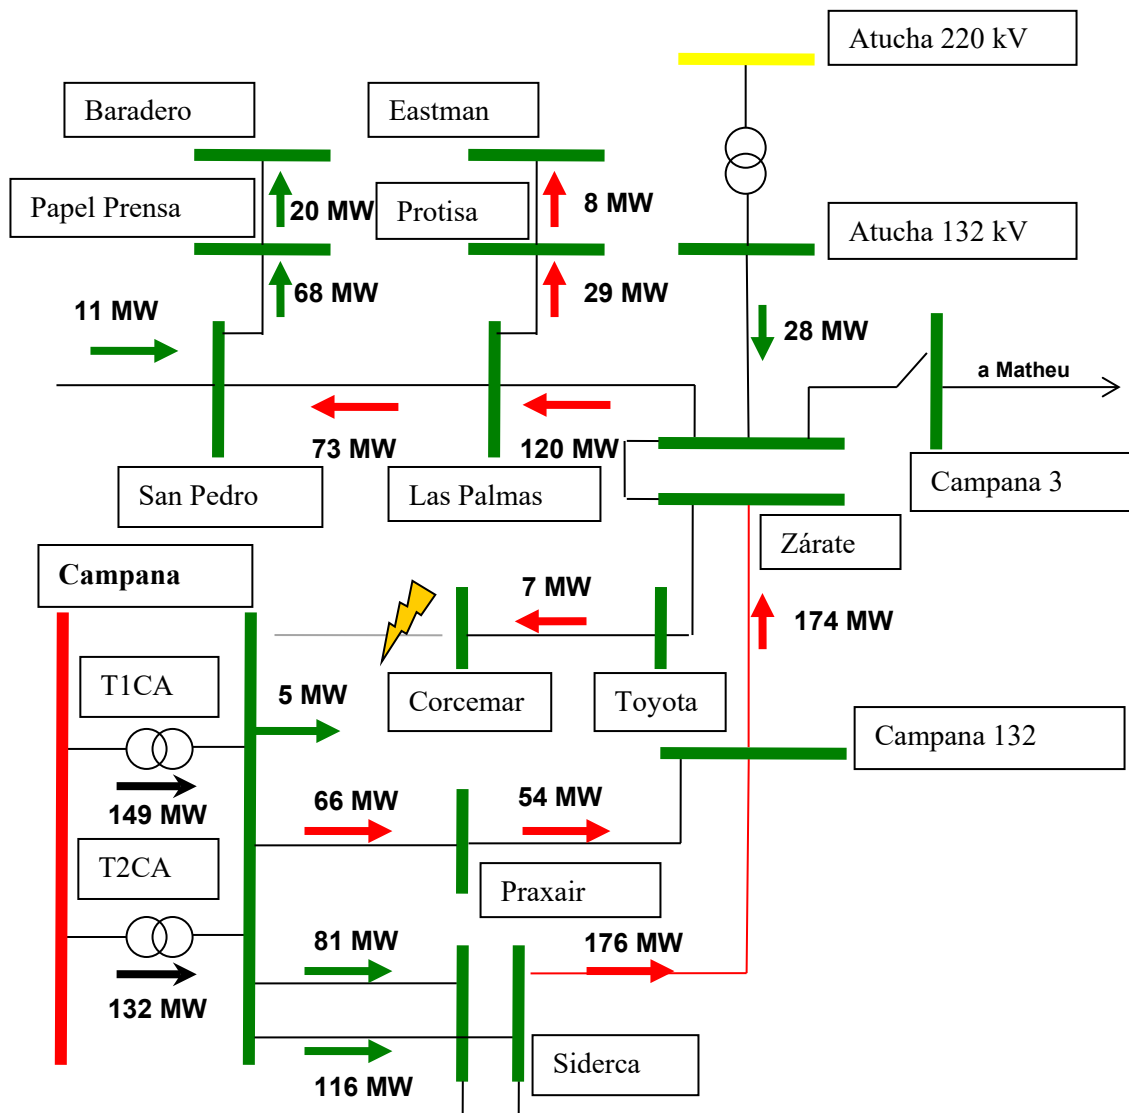 Atucha 220 kV
Baradero
Eastman
Papel Prensa
20 MW
Protisa
8 MW
Atucha 132 kV
68 MW
29 MW
11 MW
28 MW
a Matheu
73 MW
120 MW
San Pedro
Las Palmas
Campana 3
Zárate
Campana
7 MW
174 MW
T1CA
5 MW
Corcemar
Toyota
Campana 132
149 MW
66 MW
54 MW
T2CA
Praxair
81 MW
176 MW
132 MW
Siderca
116 MW